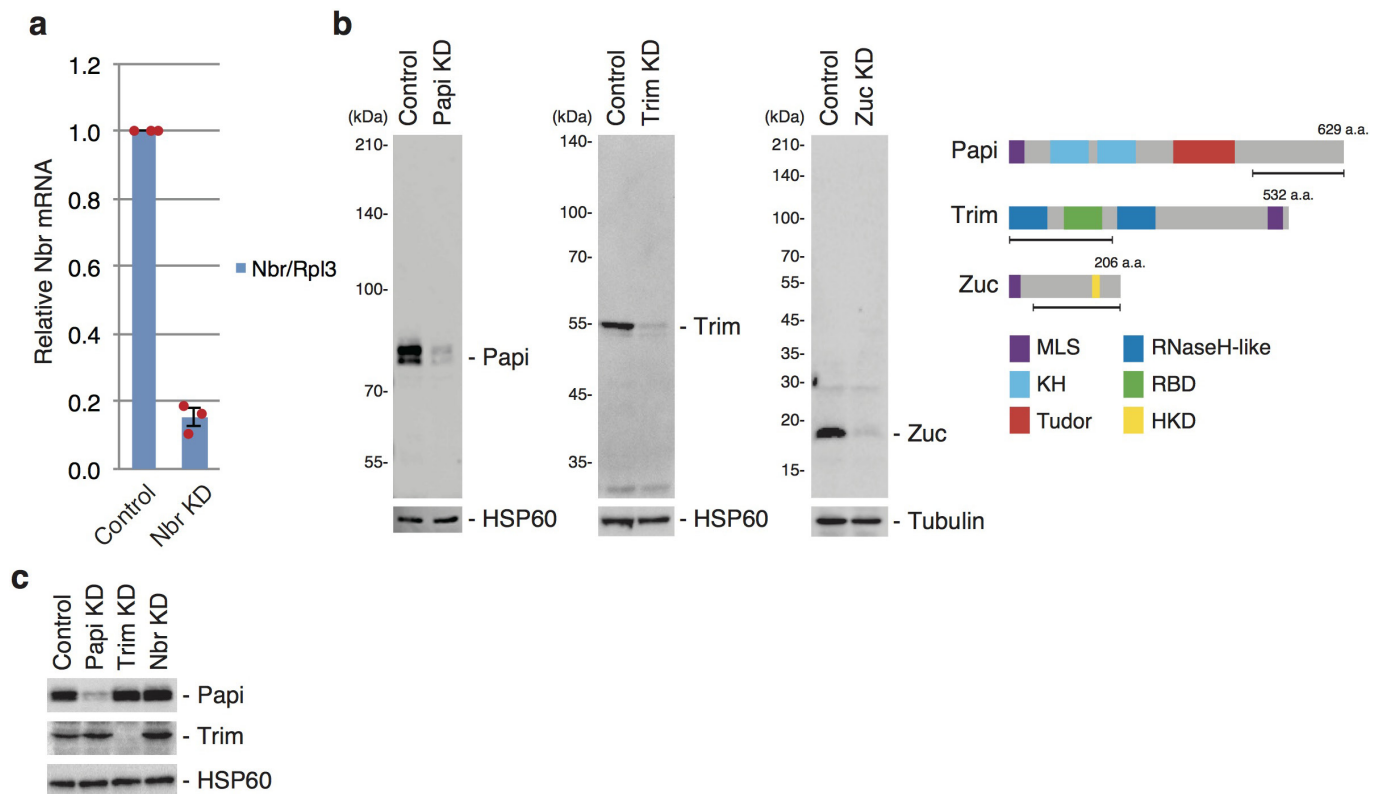 a
1.2
1.0
0.8
0.6
0.4
0.2
0.0
Relative Nbr mRNA
Nbr/Rpl3
Control
Nbr KD
b
(kDa)
Control
Papi KD
210-
140-
100-
70-
55-
- Papi
- HSP60
(kDa)
Control
Trim KD
140-
100-
70-
55-
45-
35-
- Trim
- HSP60
(kDa)
Control
Zuc KD
210-
140-
100-
70-
55-
45-
35-
30-
20-
15-
- Zuc
- Tubulin
629 a.a.
Papi
532 a.a.
Trim
206 a.a.
Zuc
MLS
RNaseH-like
KH
RBD
Tudor
HKD
c
Control
Papi KD
Trim KD
Nbr KD
- Papi
- Trim
- HSP60